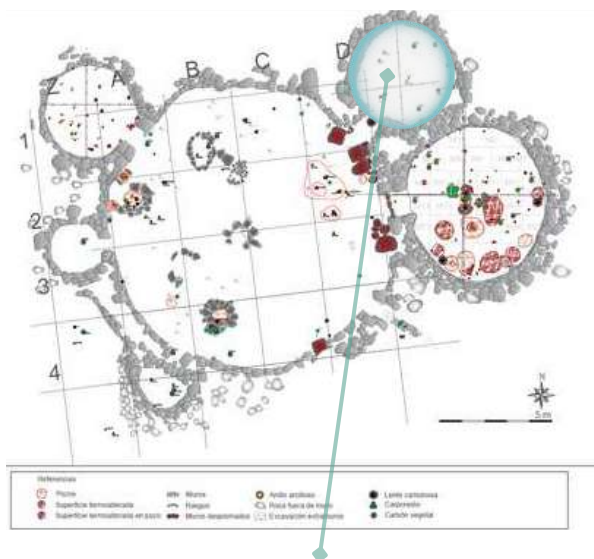 Z A B C D
1
2
3
4
N
5 m
Referencias
Pozos
Muros
Anillo arcilloso
Lente carbonosa
Superficie termoalterada
Rasgos
Roca fuera de muro
Carporesto
Superficie termoalterada en pozo
Muros desplomados
Excavación extramuros
Carbón vegetal